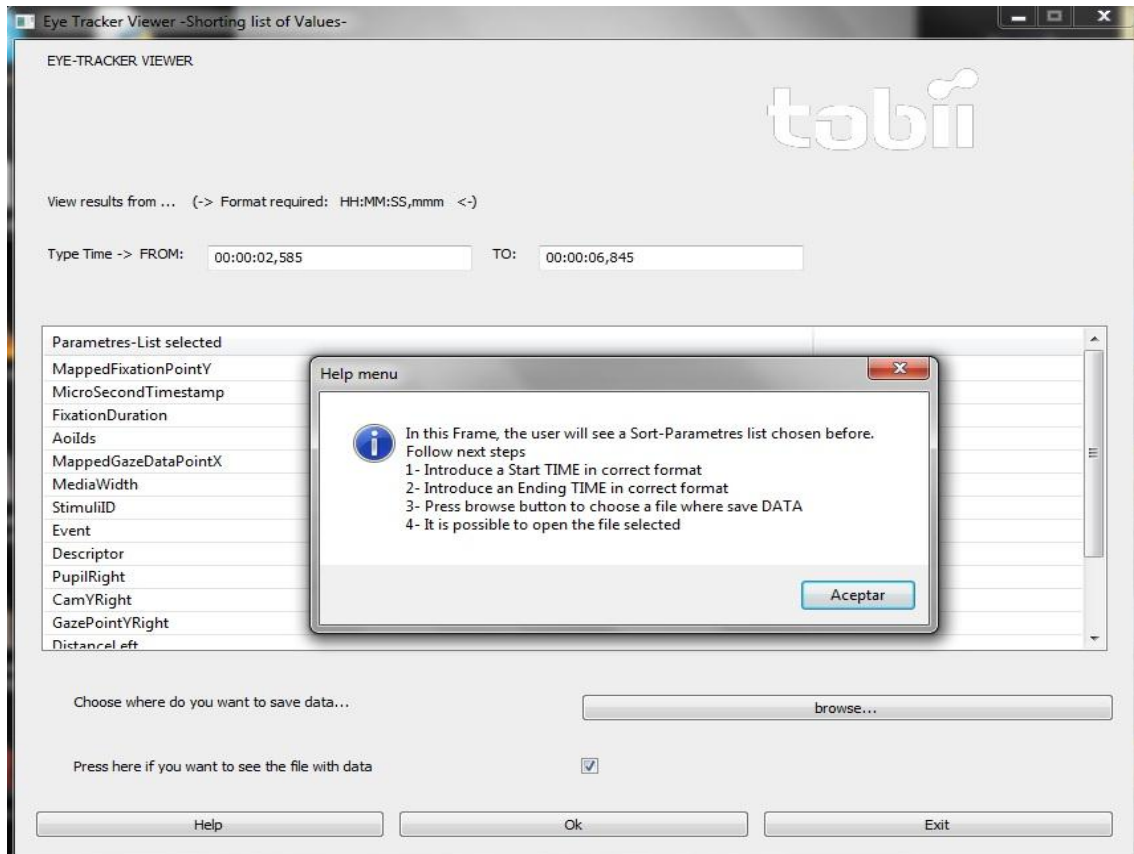 Eye Tracker Viewer -Shorting list of Values-
EYE-TRACKER VIEWER
tobii
View results from ... (-> Format required: HH:MM:SS,mmm <-)
Type Time -> FROM: 00:00:02,585 TO: 00:00:06,845
Parametres-List selected
MappedFixationPointY
MicroSecondTimestamp
FixationDuration
AoiIds
MappedGazeDataPointX
MediaWidth
StimuliID
Event
Descriptor
PupilRight
CamYRight
GazePointYRight
DistanceLeft
Help menu
In this Frame, the user will see a Sort-Parametres list chosen before.
Follow next steps
1- Introduce a Start TIME in correct format
2- Introduce an Ending TIME in correct format
3- Press browse button to choose a file where save DATA
4- It is possible to open the file selected
Aceptar
Choose where do you want to save data...
browse...
Press here if you want to see the file with data
Help
Ok
Exit